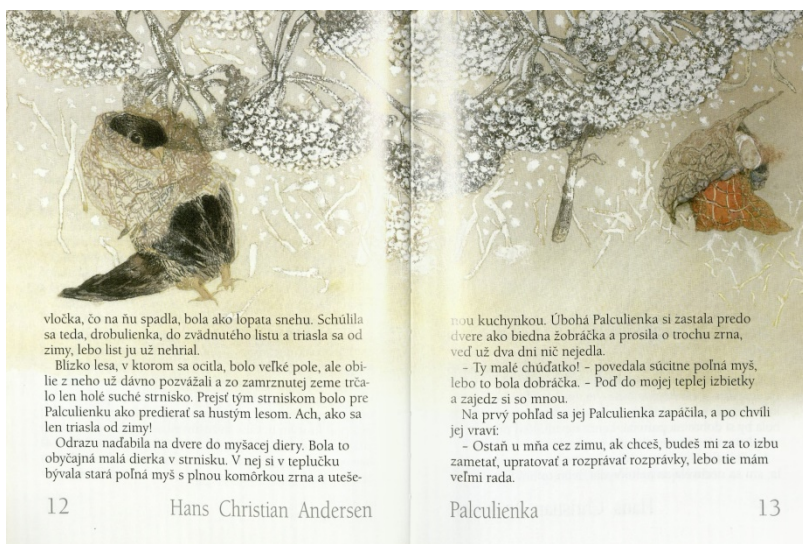 vločka, čo na ňu spadla, bola ako lopata snehu. Schúlila
sa teda, drobulienka, do zvädnutého listu a triasla sa od
zimy, lebo list ju už nehrial.
Blízko lesa, v ktorom sa ocitla, bolo veľké pole, ale obi-
lie z neho už dávno pozvážali a zo zamrznutej zeme trča-
lo len holé suché strnisko. Prejsť tým strniskom bolo pre
Palculienku ako predierať sa hustým lesom. Ach, ako sa
len triasla od zimy!
Odrazu naďabila na dvere do myšacej diery. Bola to
obyčajná malá dierka v strnisku. V nej si v teplučku
bývala stará poľná myš s plnou komôrkou zrna a uteše-
12 Hans Christian Andersen
nou kuchynkou. Úbohá Palculienka si zastala predo
dvere ako biedna žobráčka a prosila o trochu zrna,
veď už dva dni nič nejedla.
– Ty malé chúďatko! – povedala súcitne poľná myš,
lebo to bola dobráčka. – Poď do mojej teplej izbietky
a zajedz si so mnou.
Na prvý pohľad sa jej Palculienka zapáčila, a po chvíli
jej vraví:
– Ostaň u mňa cez zimu, ak chceš, budeš mi za to izbu
zametať, upratovať a rozprávať rozprávky, lebo tie mám
veľmi rada.
Palculienka 13